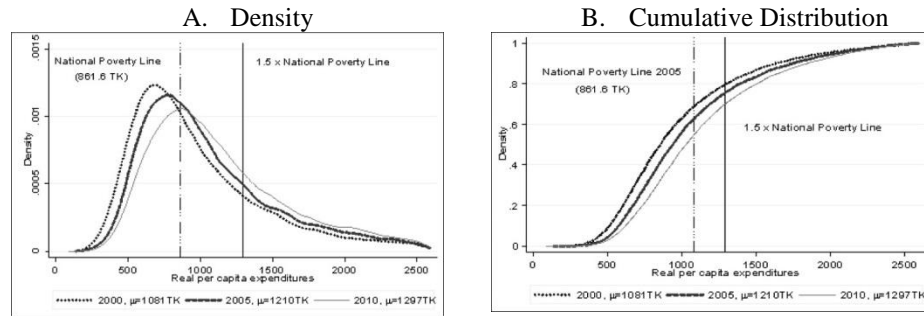 A. Density
B. Cumulative Distribution
.0015
National Poverty Line
(861.6 TK)
1.5 x National Poverty Line
.001
Density
.0005
0
0 500 1000 1500 2000 2500
Real per capita expenditures
2000, μ=1081TK 2005, μ=1210TK 2010, μ=1297TK
1
.8
National Poverty Line 2005
(861.6 TK)
.6
1.5 x National Poverty Line
Density
.4
.2
0
0 500 1000 1500 2000 2500
Real per capita expenditures
2000, μ=1081TK 2005, μ=1210TK 2010, μ=1297TK